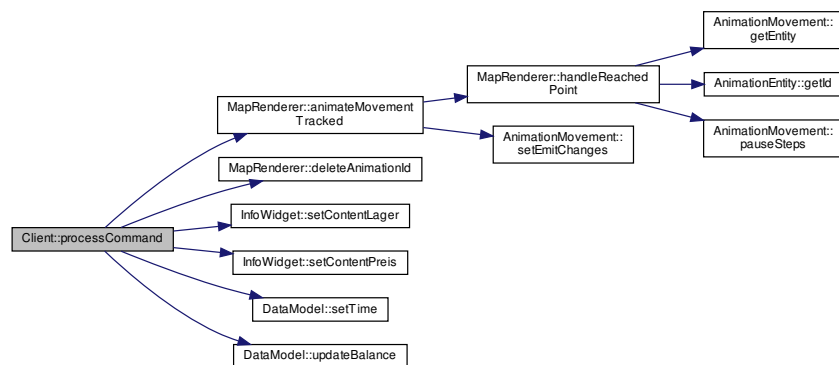 AnimationMovement::
getEntity
MapRenderer::handleReached
Point
AnimationEntity::getId
MapRenderer::animateMovement
Tracked
AnimationMovement::
pauseSteps
AnimationMovement::
setEmitChanges
MapRenderer::deleteAnimationId
InfoWidget::setContentLager
Client::processCommand
InfoWidget::setContentPreis
DataModel::setTime
DataModel::updateBalance